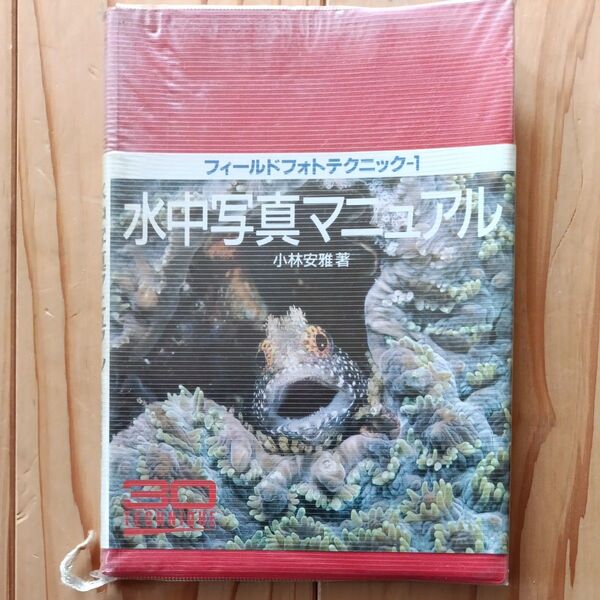 フィールドフォトテクニック-1
水中写真マニュアル
小林安雅著